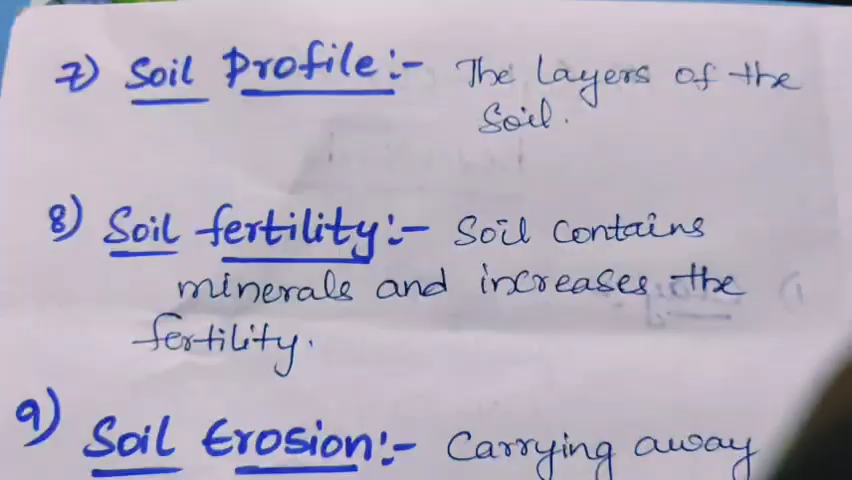 7) Soil Profile:- The layers of the
Soil.
8) Soil fertility:- Soil contains
minerals and increases the
fertility.
9) Soil Erosion:- Carrying away